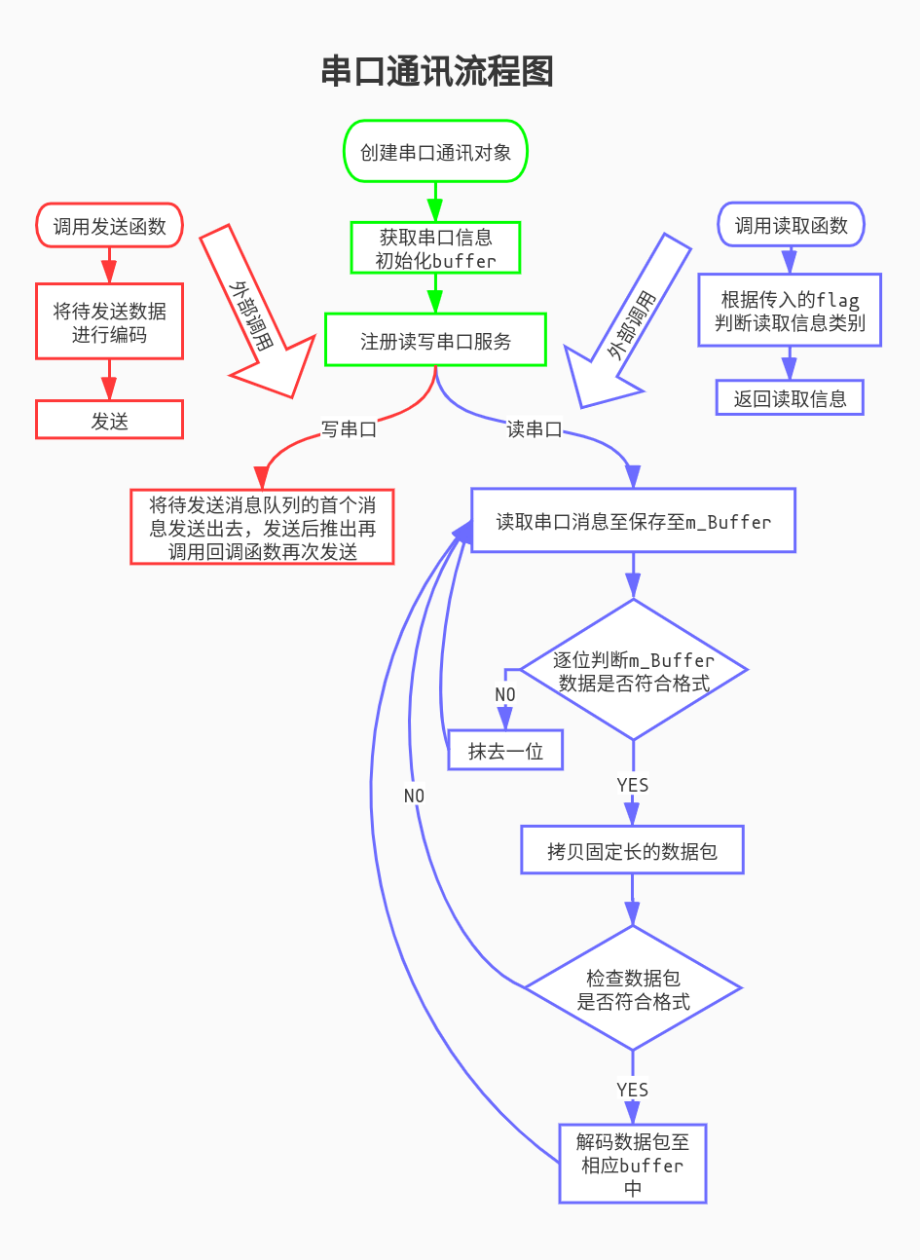 串口通讯流程图
创建串口通讯对象
获取串口信息
初始化buffer
注册读写串口服务
调用发送函数
将待发送数据
进行编码
发送
外部调用
外部调用
调用读取函数
根据传入的flag
判断读取信息类别
返回读取信息
写串口
读串口
将待发送消息队列的首个消
息发送出去，发送后推出再
调用回调函数再次发送
读取串口消息至保存至m_Buffer
逐位判断m_Buffer
数据是否符合格式
NO
抹去一位
YES
NO
拷贝固定长的数据包
检查数据包
是否符合格式
YES
解码数据包至
相应buffer
中